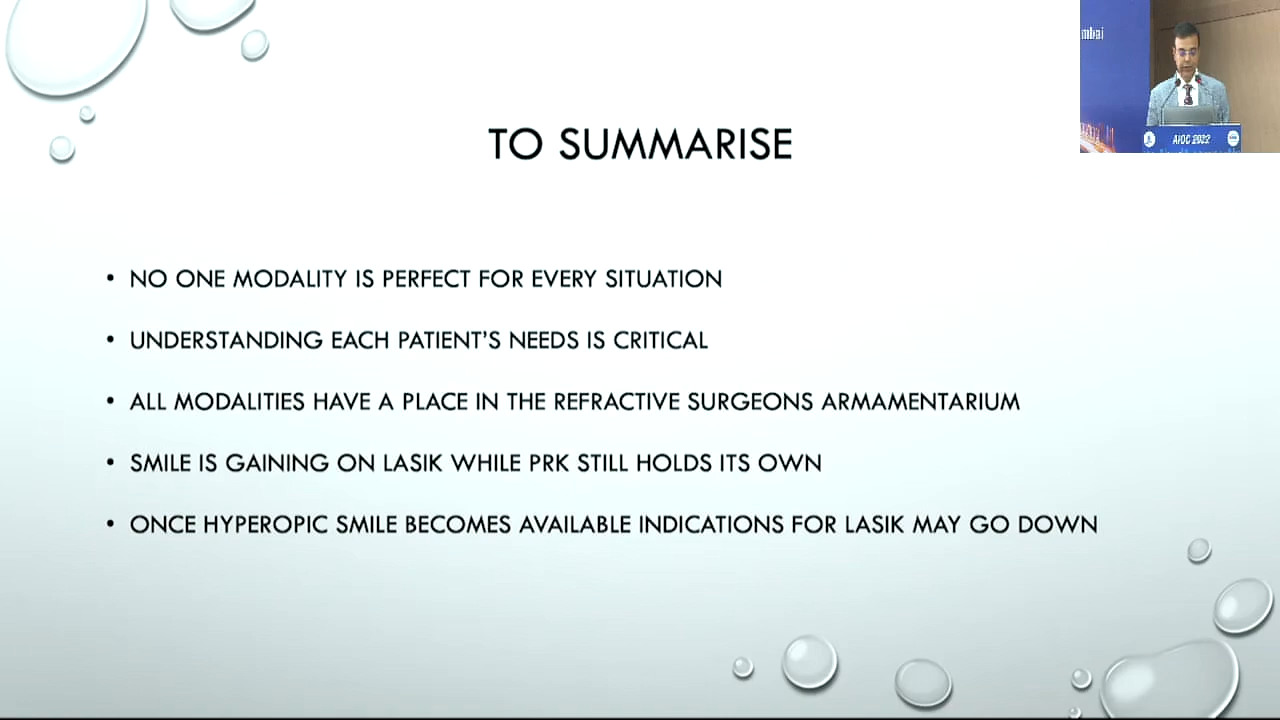 TO SUMMARISE
mbai
AIOC 2022
• NO ONE MODALITY IS PERFECT FOR EVERY SITUATION
• UNDERSTANDING EACH PATIENT'S NEEDS IS CRITICAL
• ALL MODALITIES HAVE A PLACE IN THE REFRACTIVE SURGEONS ARMAMENTARIUM
• SMILE IS GAINING ON LASIK WHILE PRK STILL HOLDS ITS OWN
• ONCE HYPEROPIC SMILE BECOMES AVAILABLE INDICATIONS FOR LASIK MAY GO DOWN